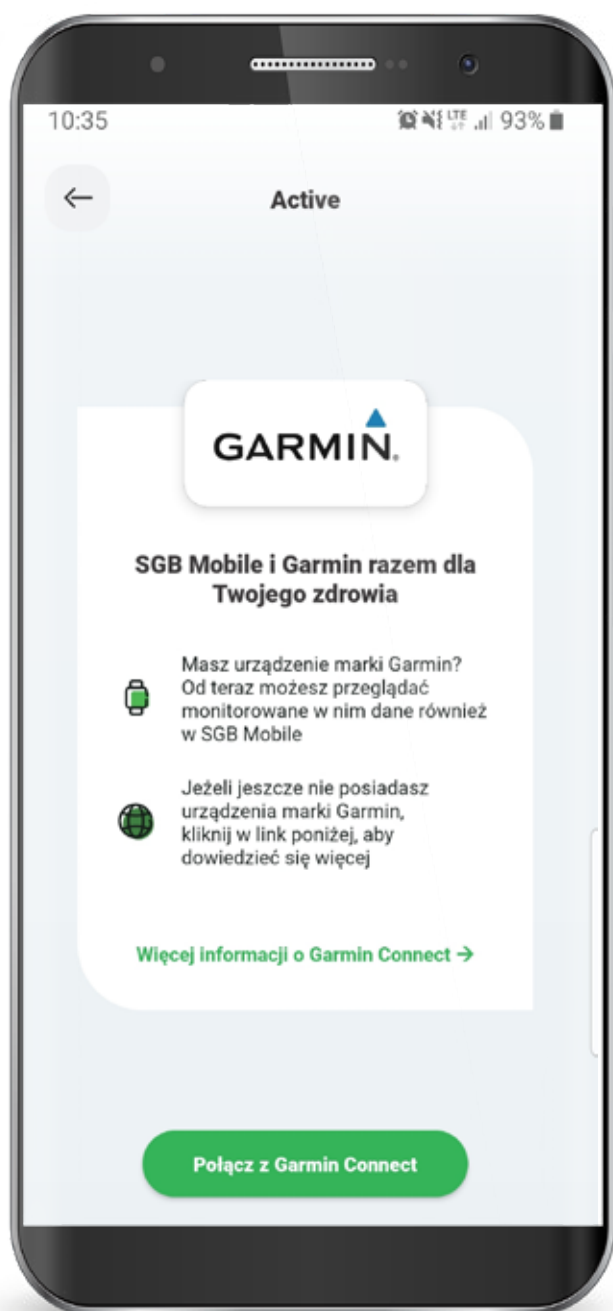 10:35
LTE
93%
Active
GARMIN®
SGB Mobile i Garmin razem dla
Twojego zdrowia
Masz urządzenie marki Garmin?
Od teraz możesz przeglądać
monitorowane w nim dane również
w SGB Mobile
Jeżeli jeszcze nie posiadasz
urządzenia marki Garmin,
kliknij w link poniżej, aby
dowiedzieć się więcej
Więcej informacji o Garmin Connect →
Połącz z Garmin Connect